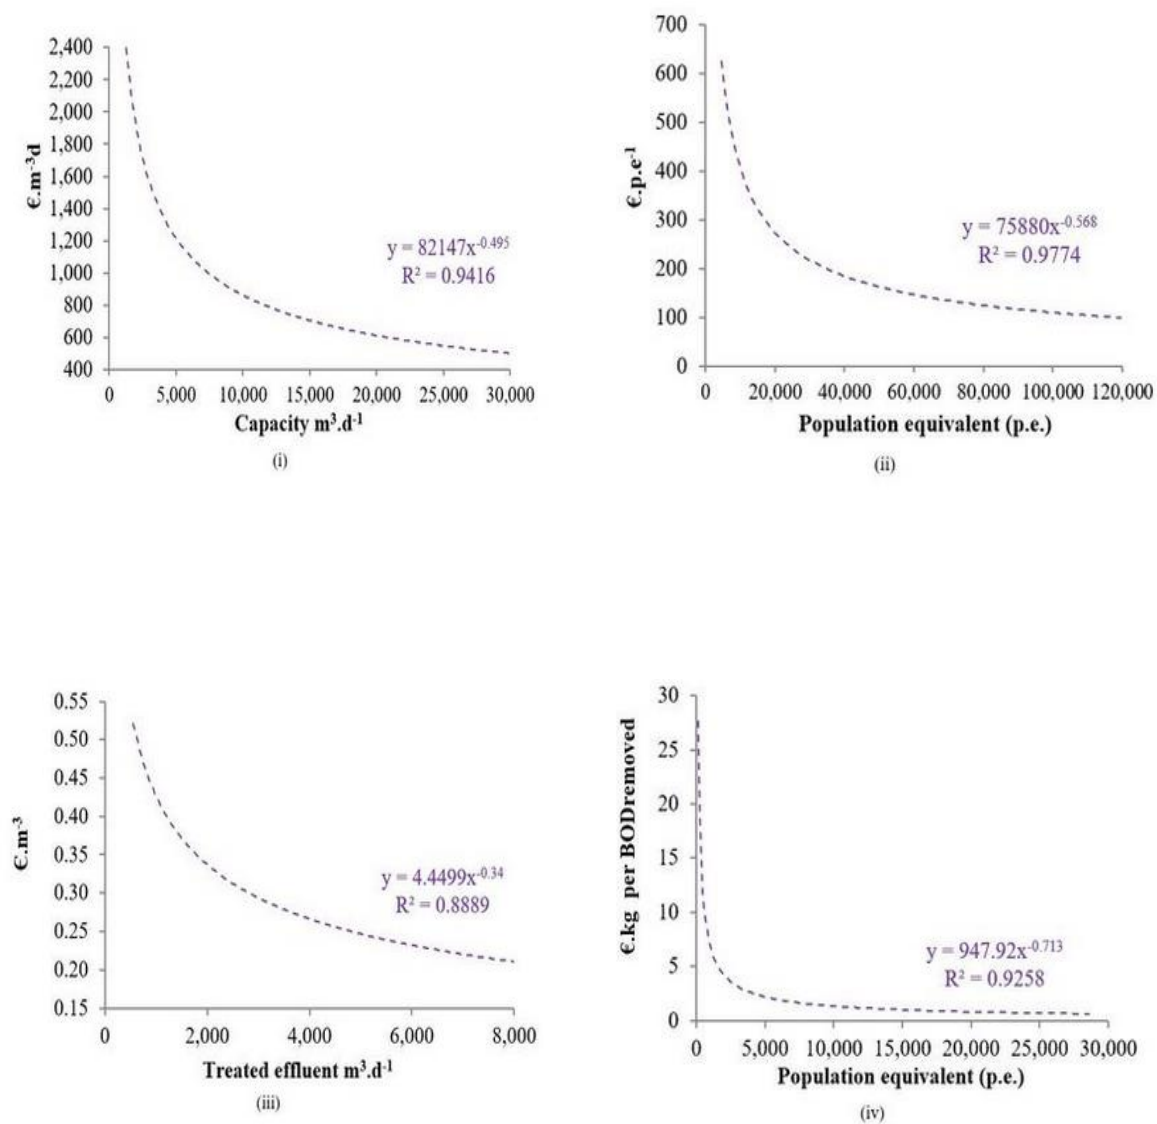 2,400
2,200
2,000
1,800
1,600
1,400
1,200
1,000
800
600
400
€.m⁻³d
y = 82147x⁻⁰·⁴⁹⁵
R² = 0.9416
0 5,000 10,000 15,000 20,000 25,000 30,000
Capacity m³.d⁻¹
(i)
700
600
500
400
300
200
100
0
€.p.e⁻¹
y = 75880x⁻⁰·⁵⁶⁸
R² = 0.9774
0 20,000 40,000 60,000 80,000 100,000 120,000
Population equivalent (p.e.)
(ii)
0.55
0.50
0.45
0.40
0.35
0.30
0.25
0.20
0.15
€.m⁻³
y = 4.4499x⁻⁰·³⁴
R² = 0.8889
0 2,000 4,000 6,000 8,000
Treated effluent m³.d⁻¹
(iii)
30
25
20
15
10
5
0
€.kg per BODremoved
y = 947.92x⁻⁰·⁷¹³
R² = 0.9258
0 5,000 10,000 15,000 20,000 25,000 30,000
Population equivalent (p.e.)
(iv)